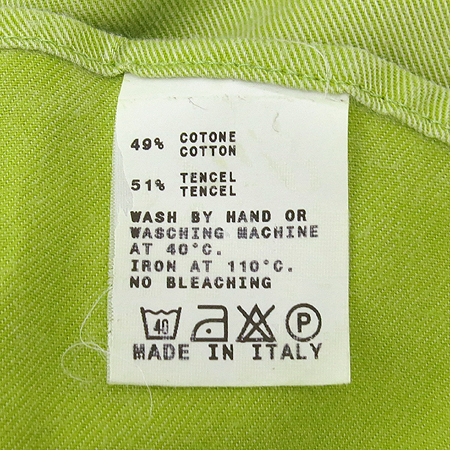 49% COTONE
COTTON
51% TENCEL
TENCEL
WASH BY HAND OR
WASCHING MACHINE
AT 40°C.
IRON AT 110°C.
NO BLEACHING
40 P
MADE IN ITALY